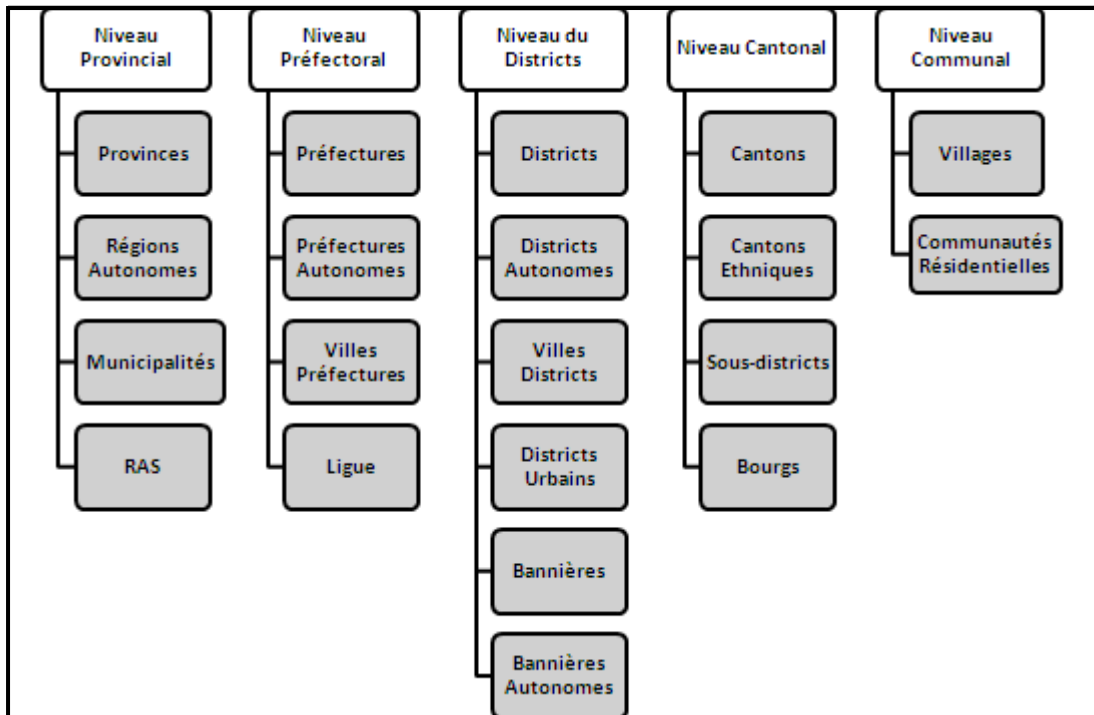 Niveau
Provincial
Provinces
Régions
Autonomes
Municipalités
RAS
Niveau
Préfectoral
Préfectures
Préfectures
Autonomes
Villes
Préfectures
Ligue
Niveau du
Districts
Districts
Districts
Autonomes
Villes
Districts
Districts
Urbains
Bannières
Bannières
Autonomes
Niveau Cantonal
Cantons
Cantons
Ethniques
Sous-districts
Bourgs
Niveau
Communal
Villages
Communautés
Résidentielles